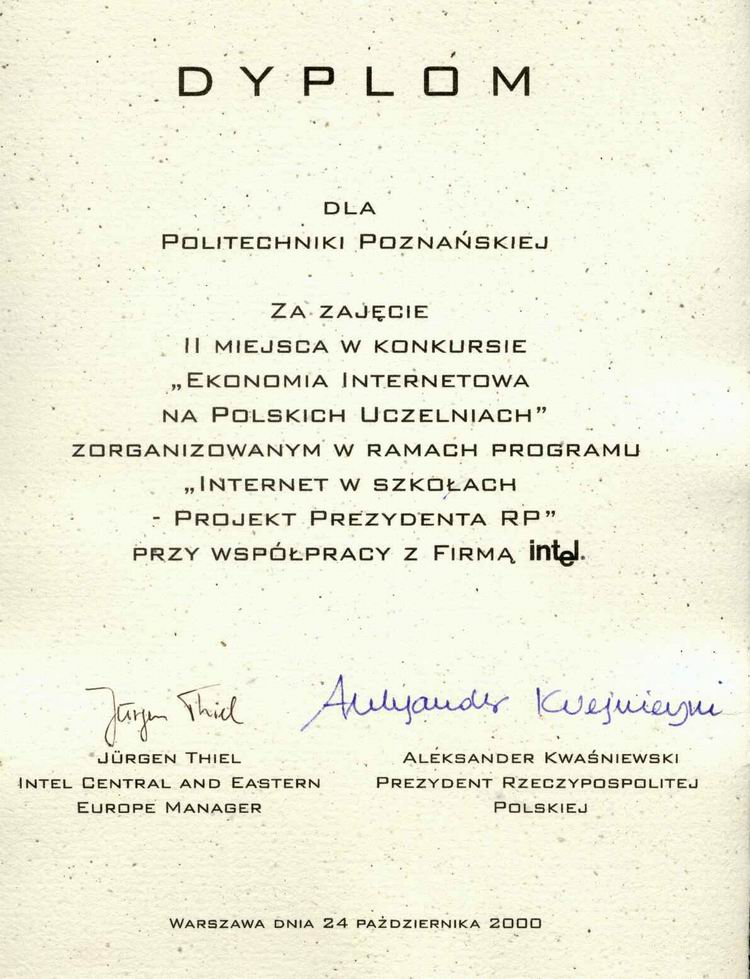 DYPLOM
DLA
POLITECHNIKI POZNAŃSKIEJ
ZA ZAJĘCIE
II MIEJSCA W KONKURSIE
„EKONOMIA INTERNETOWA
NA POLSKICH UCZELNIACH”
ZORGANIZOWANYM W RAMACH PROGRAMU
„INTERNET W SZKOŁACH
- PROJEKT PREZYDENTA RP”
PRZY WSPÓŁPRACY Z FIRMĄ intel.
Jürgen Thiel
Aleksander Kwaśniewski
JÜRGEN THIEL
INTEL CENTRAL AND EASTERN
EUROPE MANAGER
ALEKSANDER KWAŚNIEWSKI
PREZYDENT RZECZYPOSPOLITEJ
POLSKIEJ
WARSZAWA DNIA 24 PAŹDZIERNIKA 2000